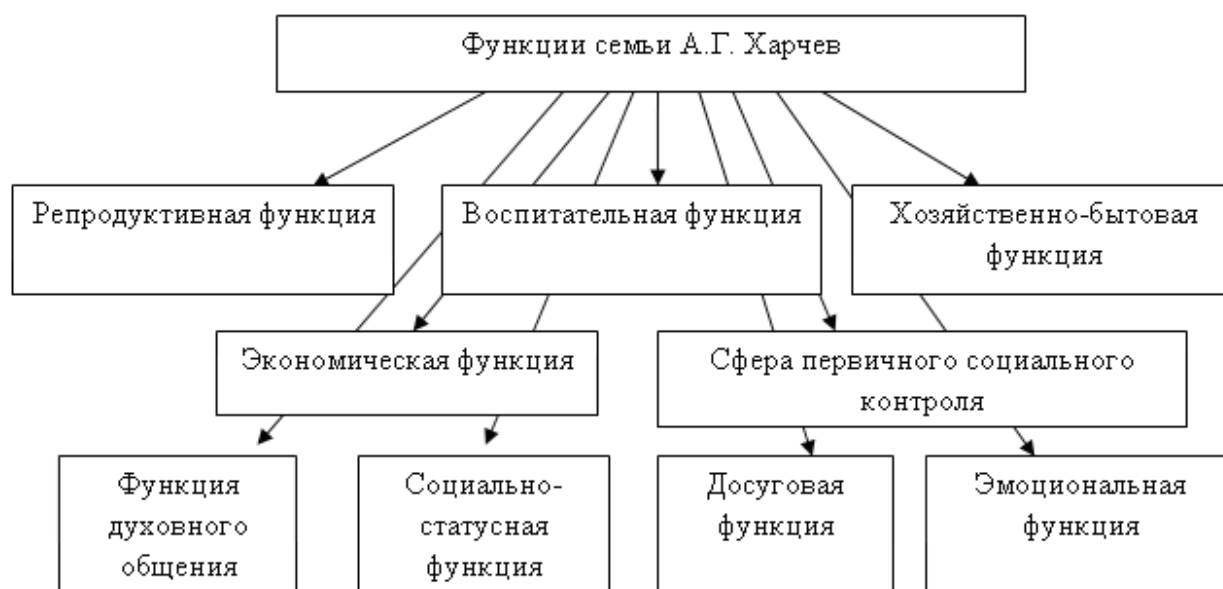 Функции семьи А.Г. Харчев
Репродуктивная функция
Воспитательная функция
Хозяйственно-бытовая
функция
Экономическая функция
Сфера первичного социального
контроля
Функция
духовного
общения
Социально-
статусная
функция
Досуговая
функция
Эмоциональная
функция